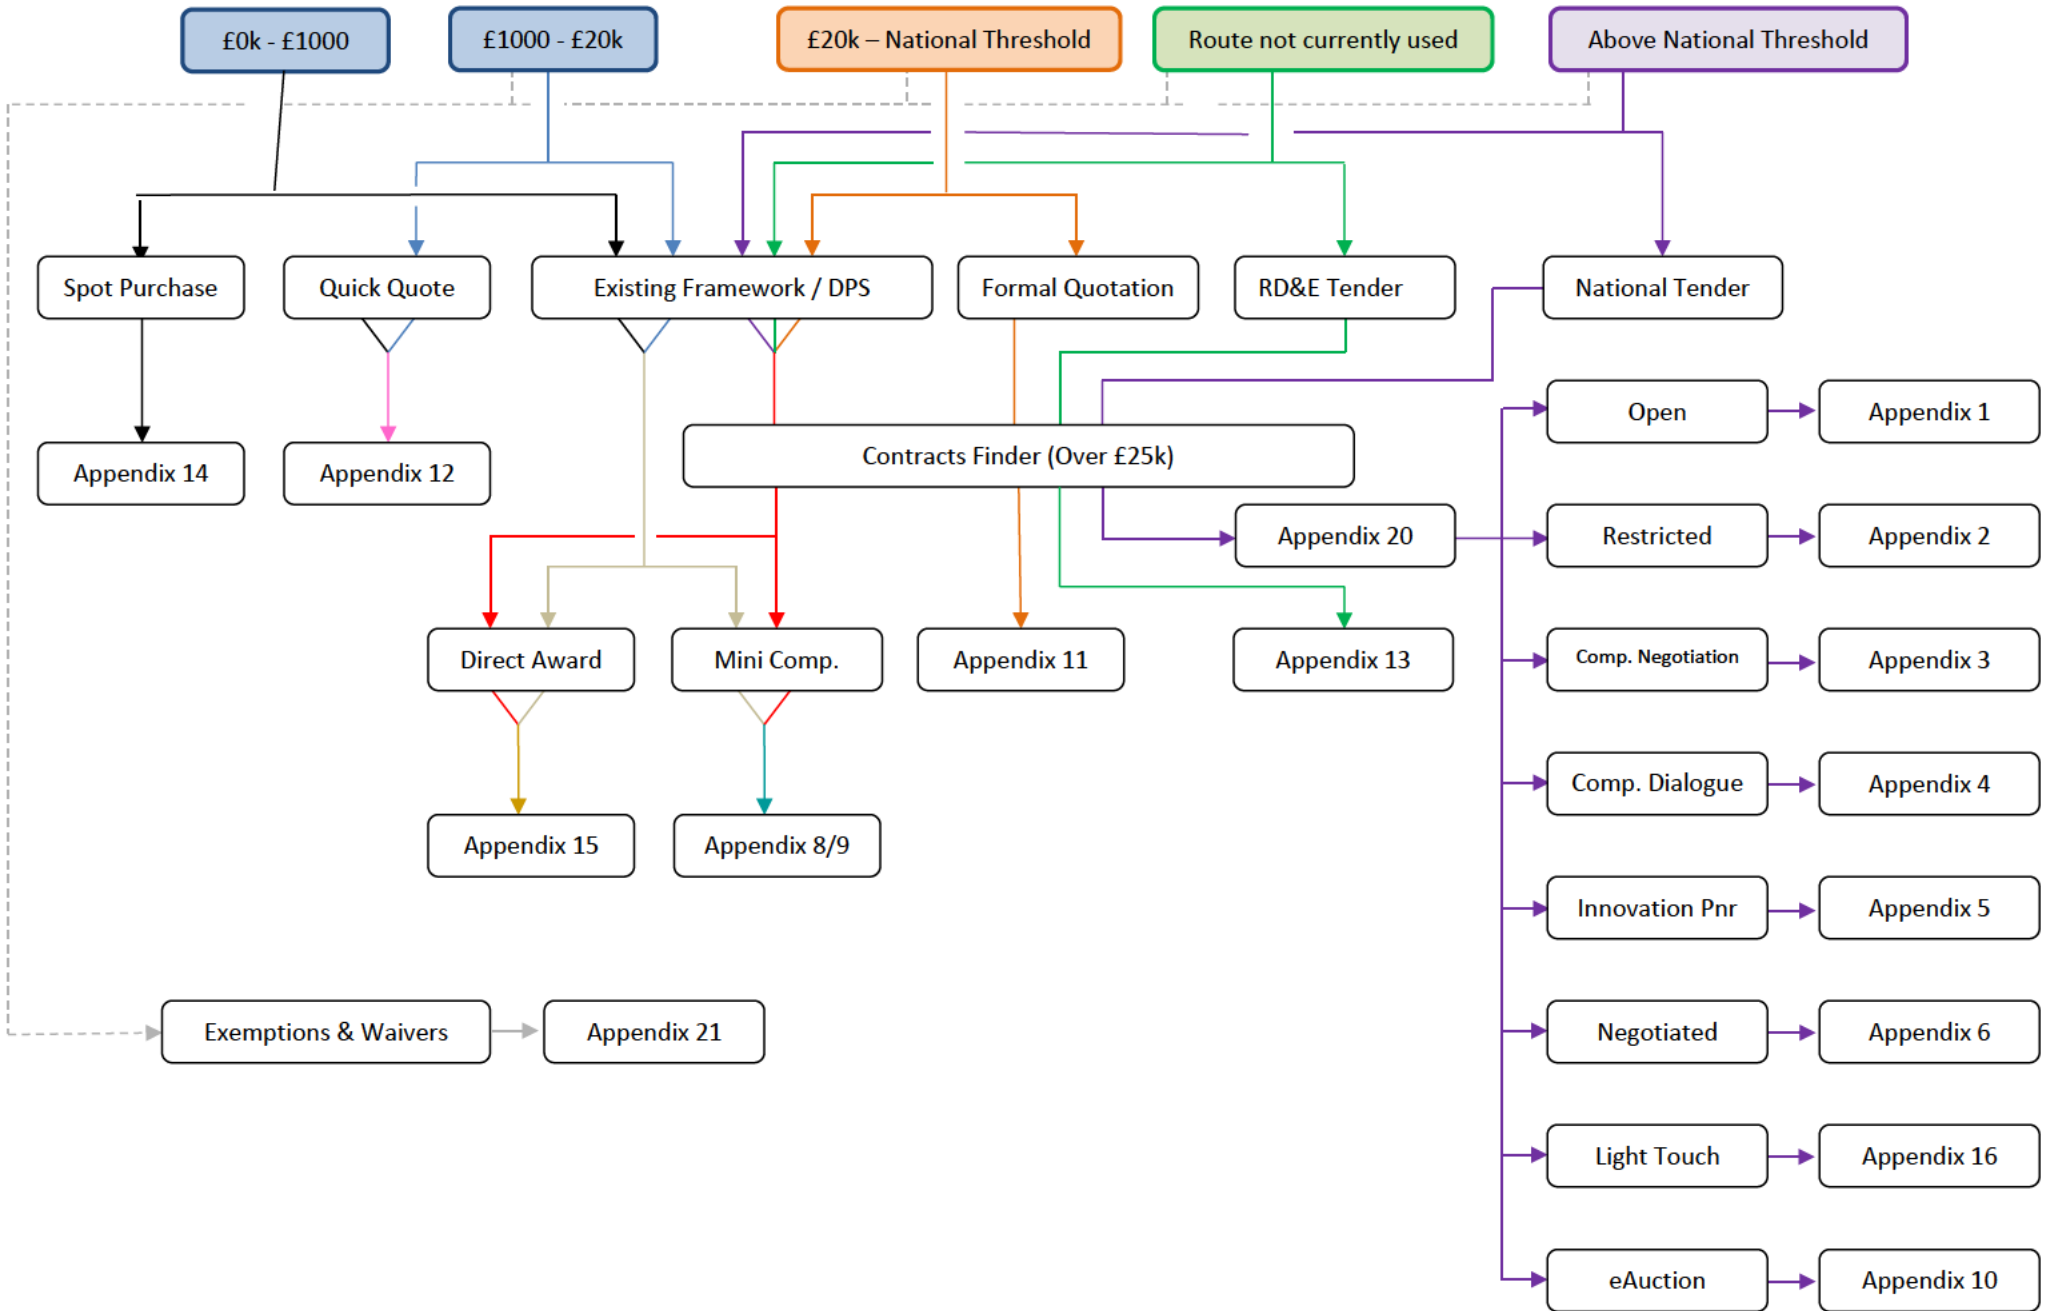 £0k - £1000
£1000 - £20k
£20k – National Threshold
Route not currently used
Above National Threshold
Spot Purchase
Quick Quote
Existing Framework / DPS
Formal Quotation
RD&E Tender
National Tender
Open
Appendix 1
Contracts Finder (Over £25k)
Appendix 14
Appendix 12
Appendix 20
Restricted
Appendix 2
Direct Award
Mini Comp.
Appendix 11
Appendix 13
Comp. Negotiation
Appendix 3
Comp. Dialogue
Appendix 4
Appendix 15
Appendix 8/9
Innovation Pnr
Appendix 5
Exemptions & Waivers
Appendix 21
Negotiated
Appendix 6
Light Touch
Appendix 16
eAuction
Appendix 10